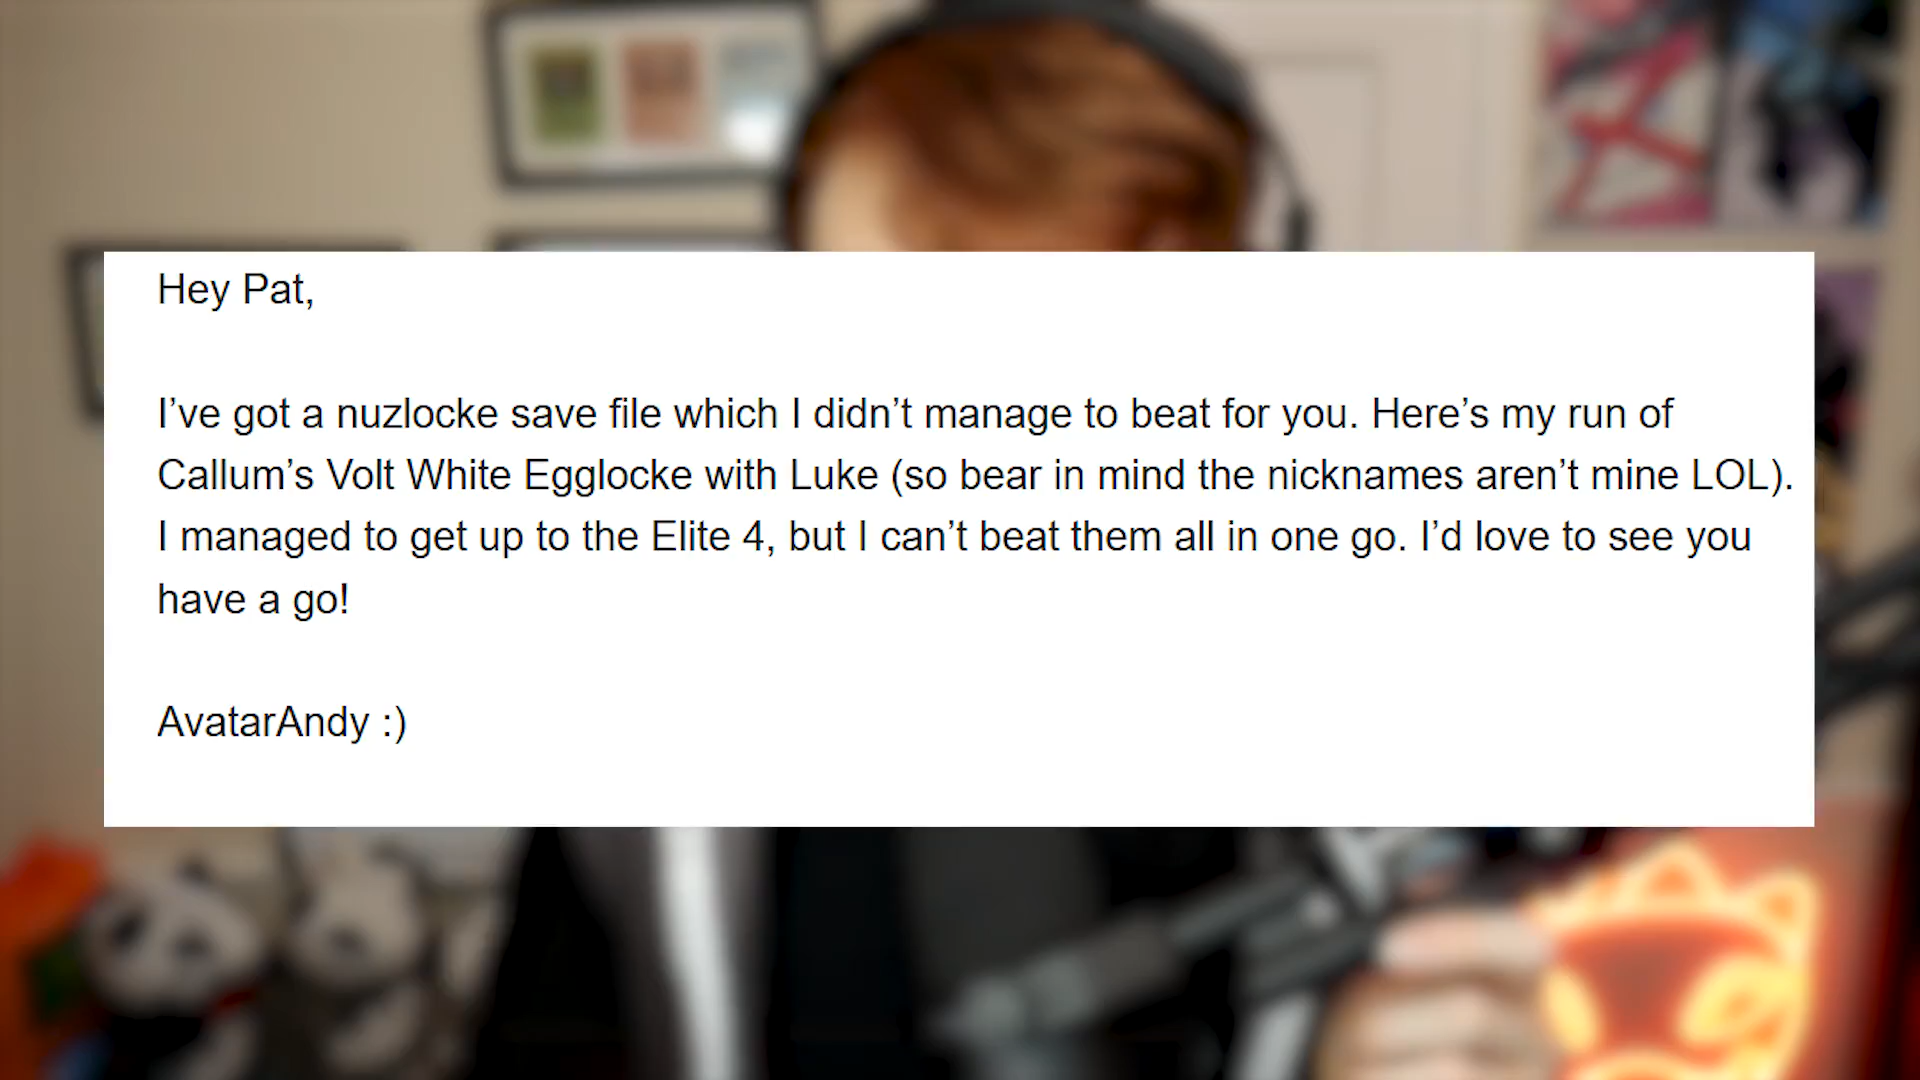 Hey Pat,
I’ve got a nuzlocke save file which I didn’t manage to beat for you. Here’s my run of
Callum’s Volt White Egglocke with Luke (so bear in mind the nicknames aren’t mine LOL).
I managed to get up to the Elite 4, but I can’t beat them all in one go. I’d love to see you
have a go!
AvatarAndy :)